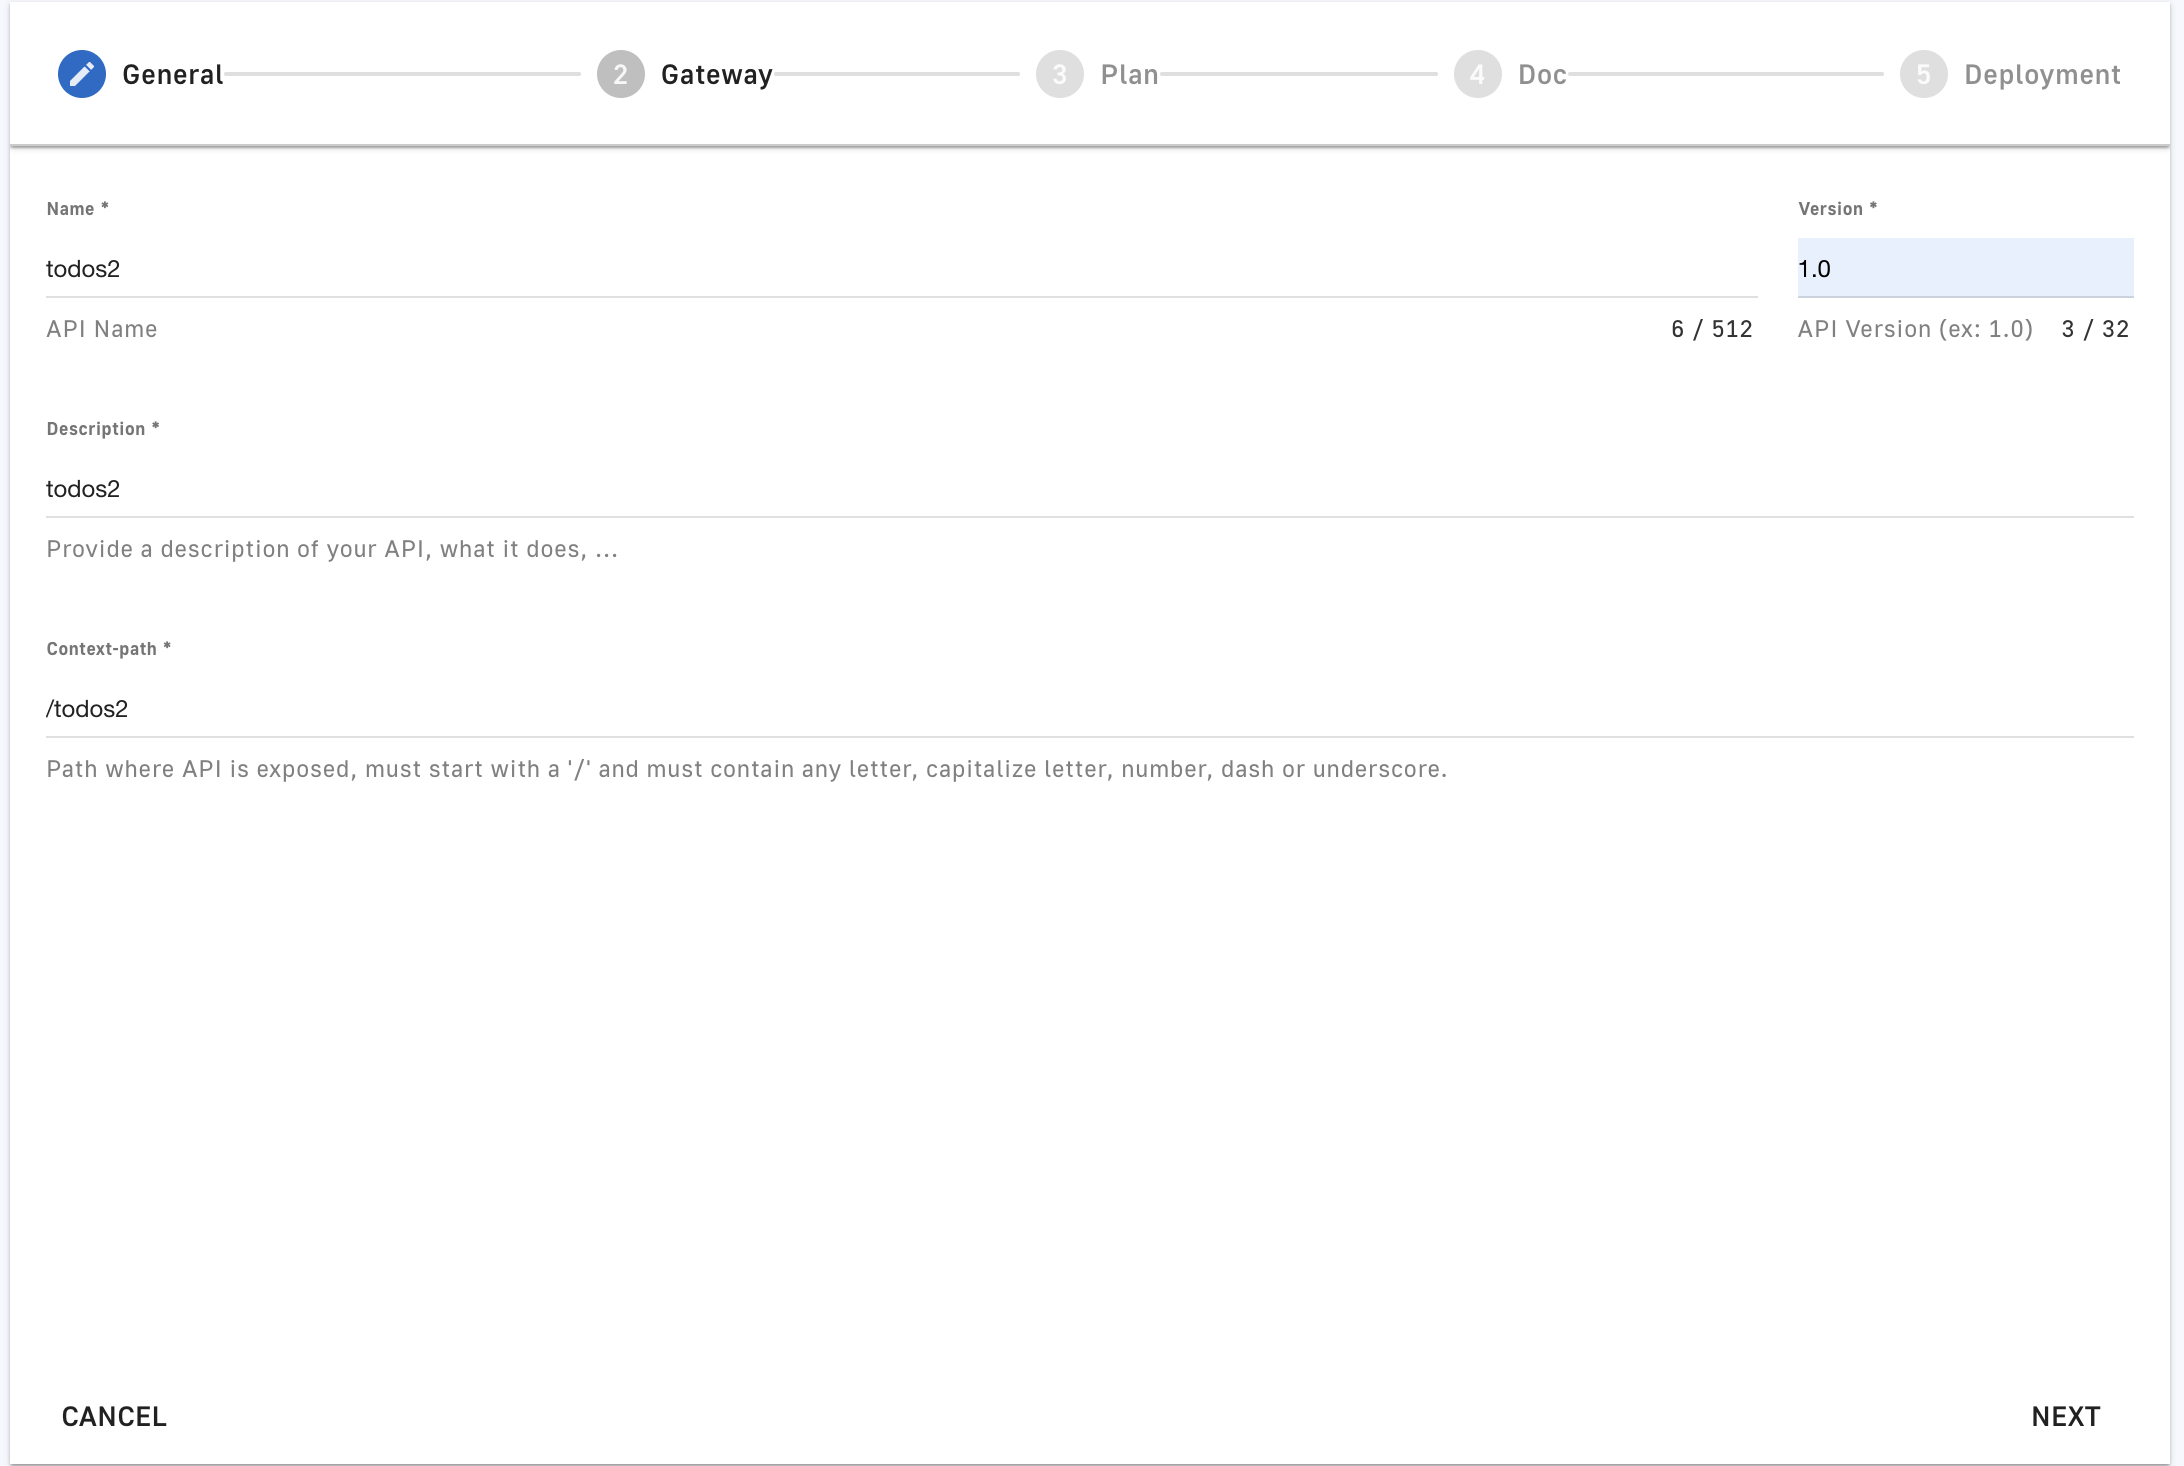 General 2 Gateway 3 Plan 4 Doc 5 Deployment
Name * Version *
todos2 1.0
API Name 6 / 512 API Version (ex: 1.0) 3 / 32
Description *
todos2
Provide a description of your API, what it does, ...
Context-path *
/todos2
Path where API is exposed, must start with a '/' and must contain any letter, capitalize letter, number, dash or underscore.
CANCEL NEXT